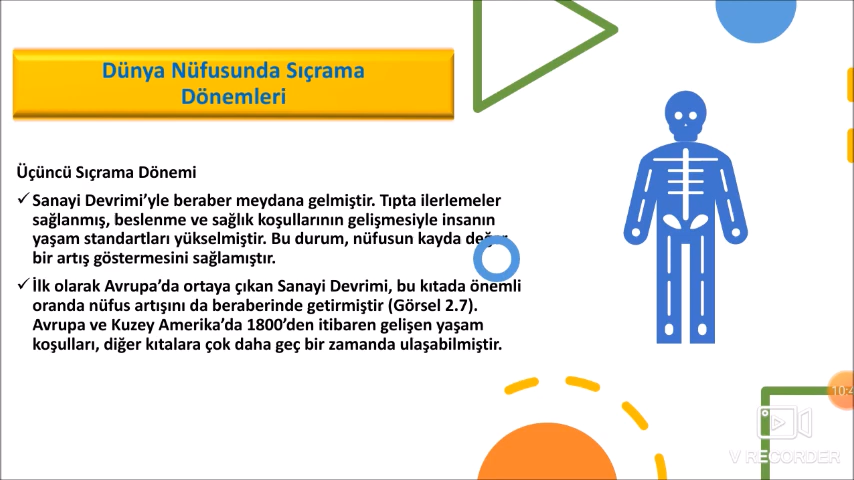 Dünya Nüfusunda Sıçrama
Dönemleri
Üçüncü Sıçrama Dönemi
✓ Sanayi Devrimi’yle beraber meydana gelmiştir. Tıpta ilerlemeler
sağlanmış, beslenme ve sağlık koşullarının gelişmesiyle insanın
yaşam standartları yükselmiştir. Bu durum, nüfusun kayda değer
bir artış göstermesini sağlamıştır.
✓ İlk olarak Avrupa’da ortaya çıkan Sanayi Devrimi, bu kıtada önemli
oranda nüfus artışını da beraberinde getirmiştir (Görsel 2.7).
Avrupa ve Kuzey Amerika’da 1800’den itibaren gelişen yaşam
koşulları, diğer kıtalara çok daha geç bir zamanda ulaşabilmiştir.
V RECORDER